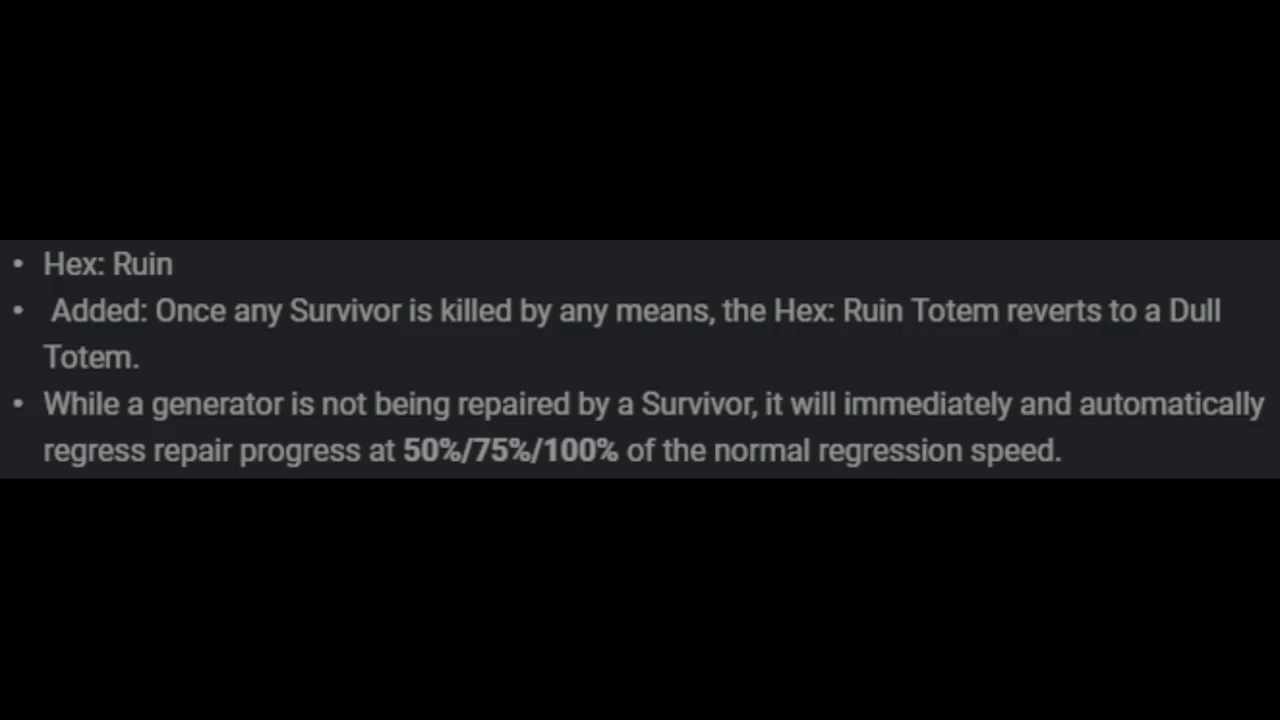 • Hex: Ruin
• Added: Once any Survivor is killed by any means, the Hex: Ruin Totem reverts to a Dull
Totem.
• While a generator is not being repaired by a Survivor, it will immediately and automatically
regress repair progress at 50%/75%/100% of the normal regression speed.